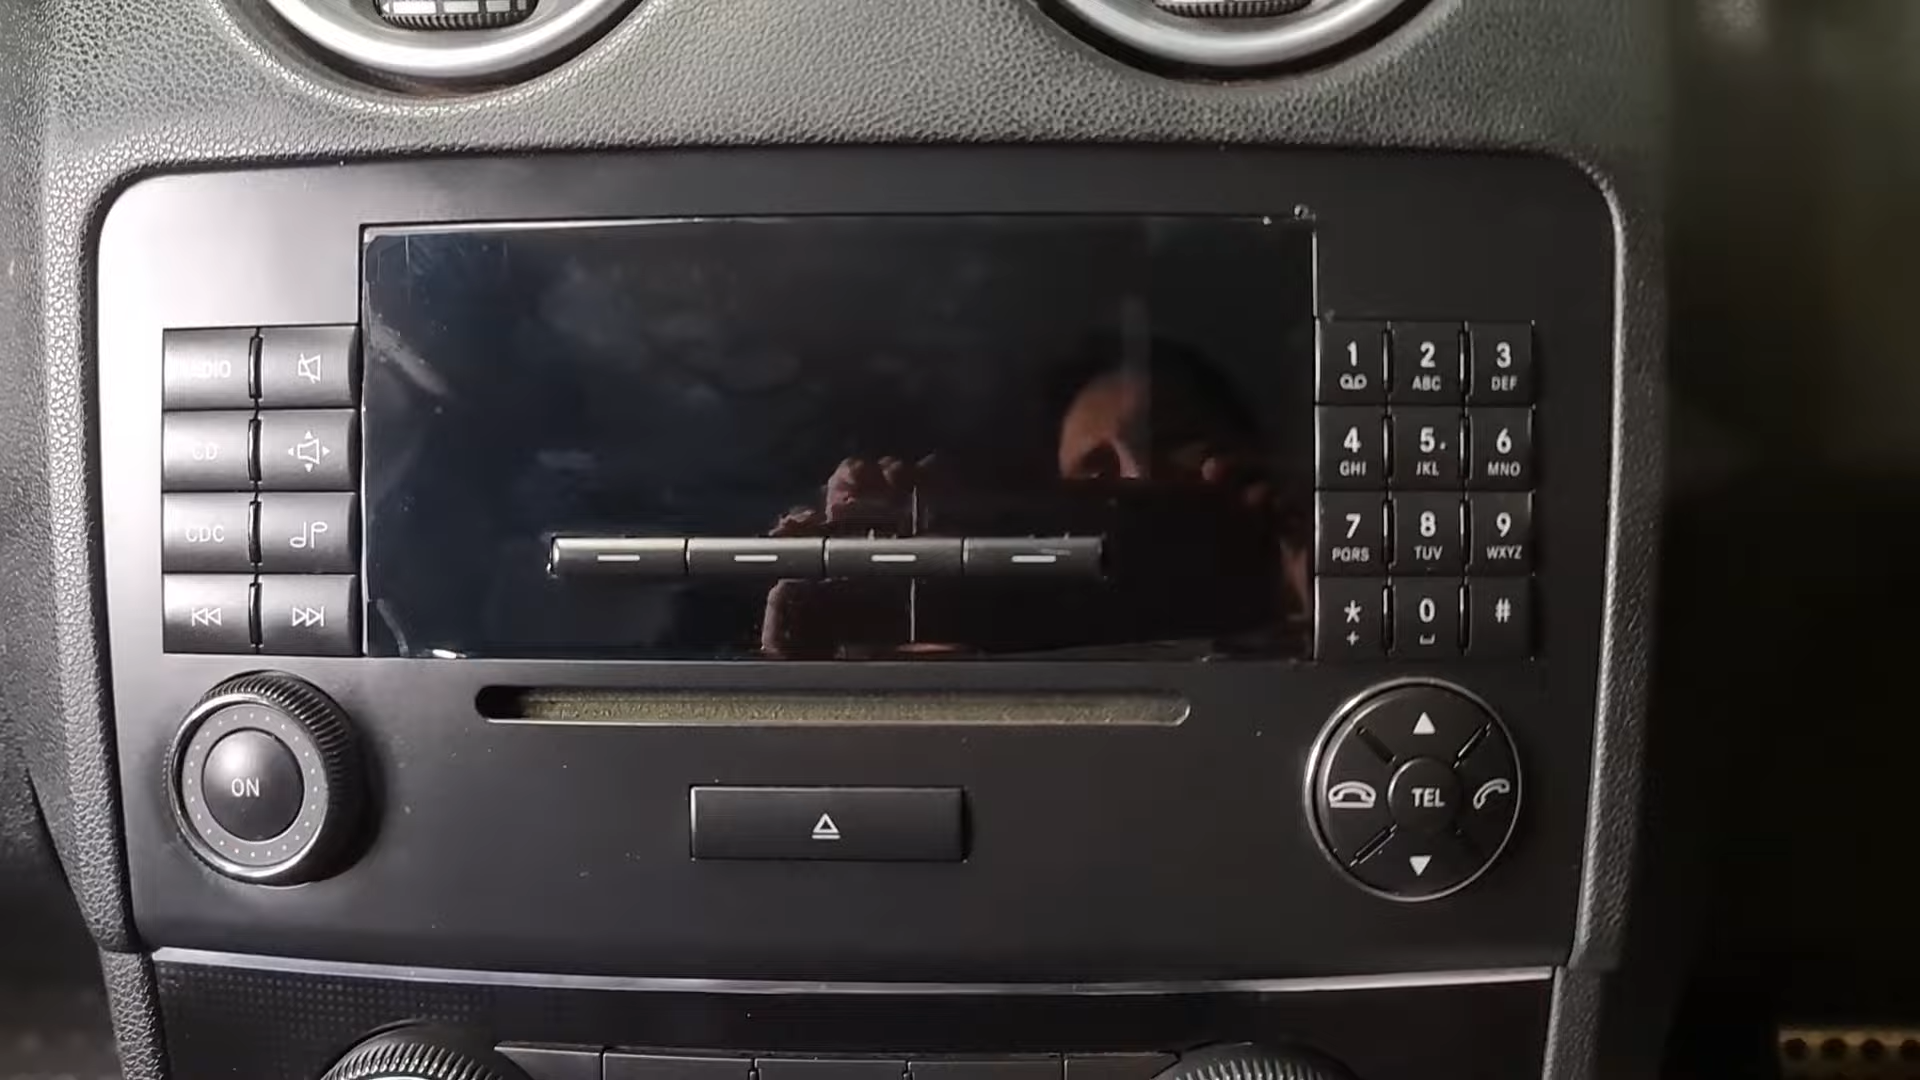 RADIO
CD
CDC
ON
1 2 3
ABC DEF
4 5. 6
GHI JKL MNO
7 8 9
PQRS TUV WXYZ
* 0 #
+
TEL